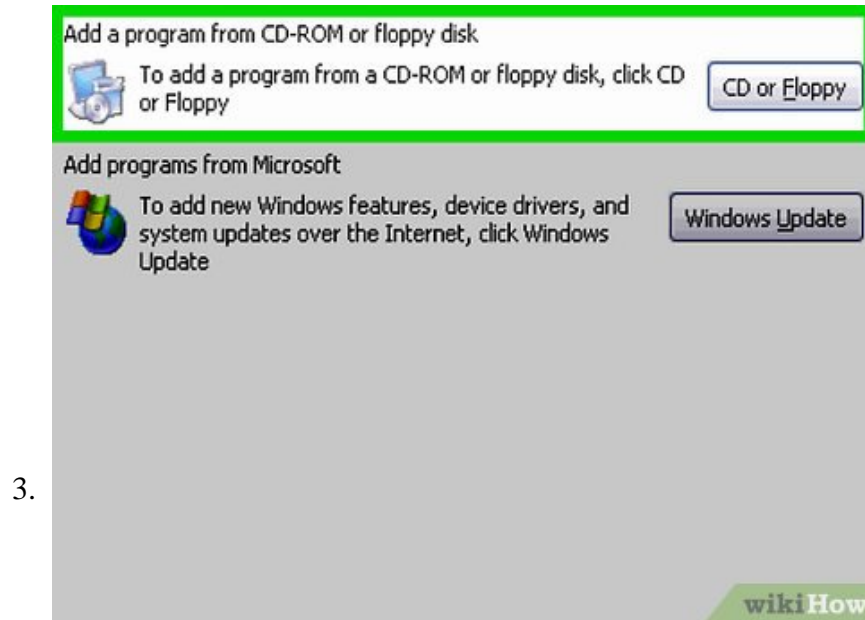 Add a program from CD-ROM or floppy disk
To add a program from a CD-ROM or floppy disk, click CD
or Floppy
CD or Floppy
Add programs from Microsoft
To add new Windows features, device drivers, and
system updates over the Internet, click Windows
Update
Windows Update
3.
wikiHow